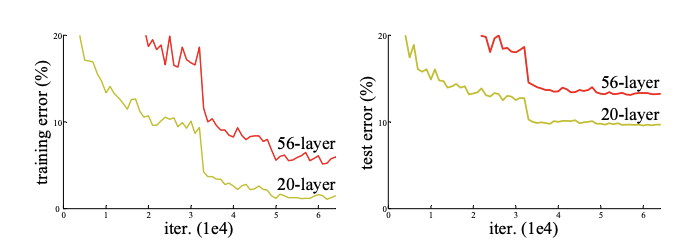 20
10
0
0 1 2 3 4 5 6
iter. (1e4)
training error (%)
56-layer
20-layer
20
10
0
0 1 2 3 4 5 6
iter. (1e4)
test error (%)
56-layer
20-layer